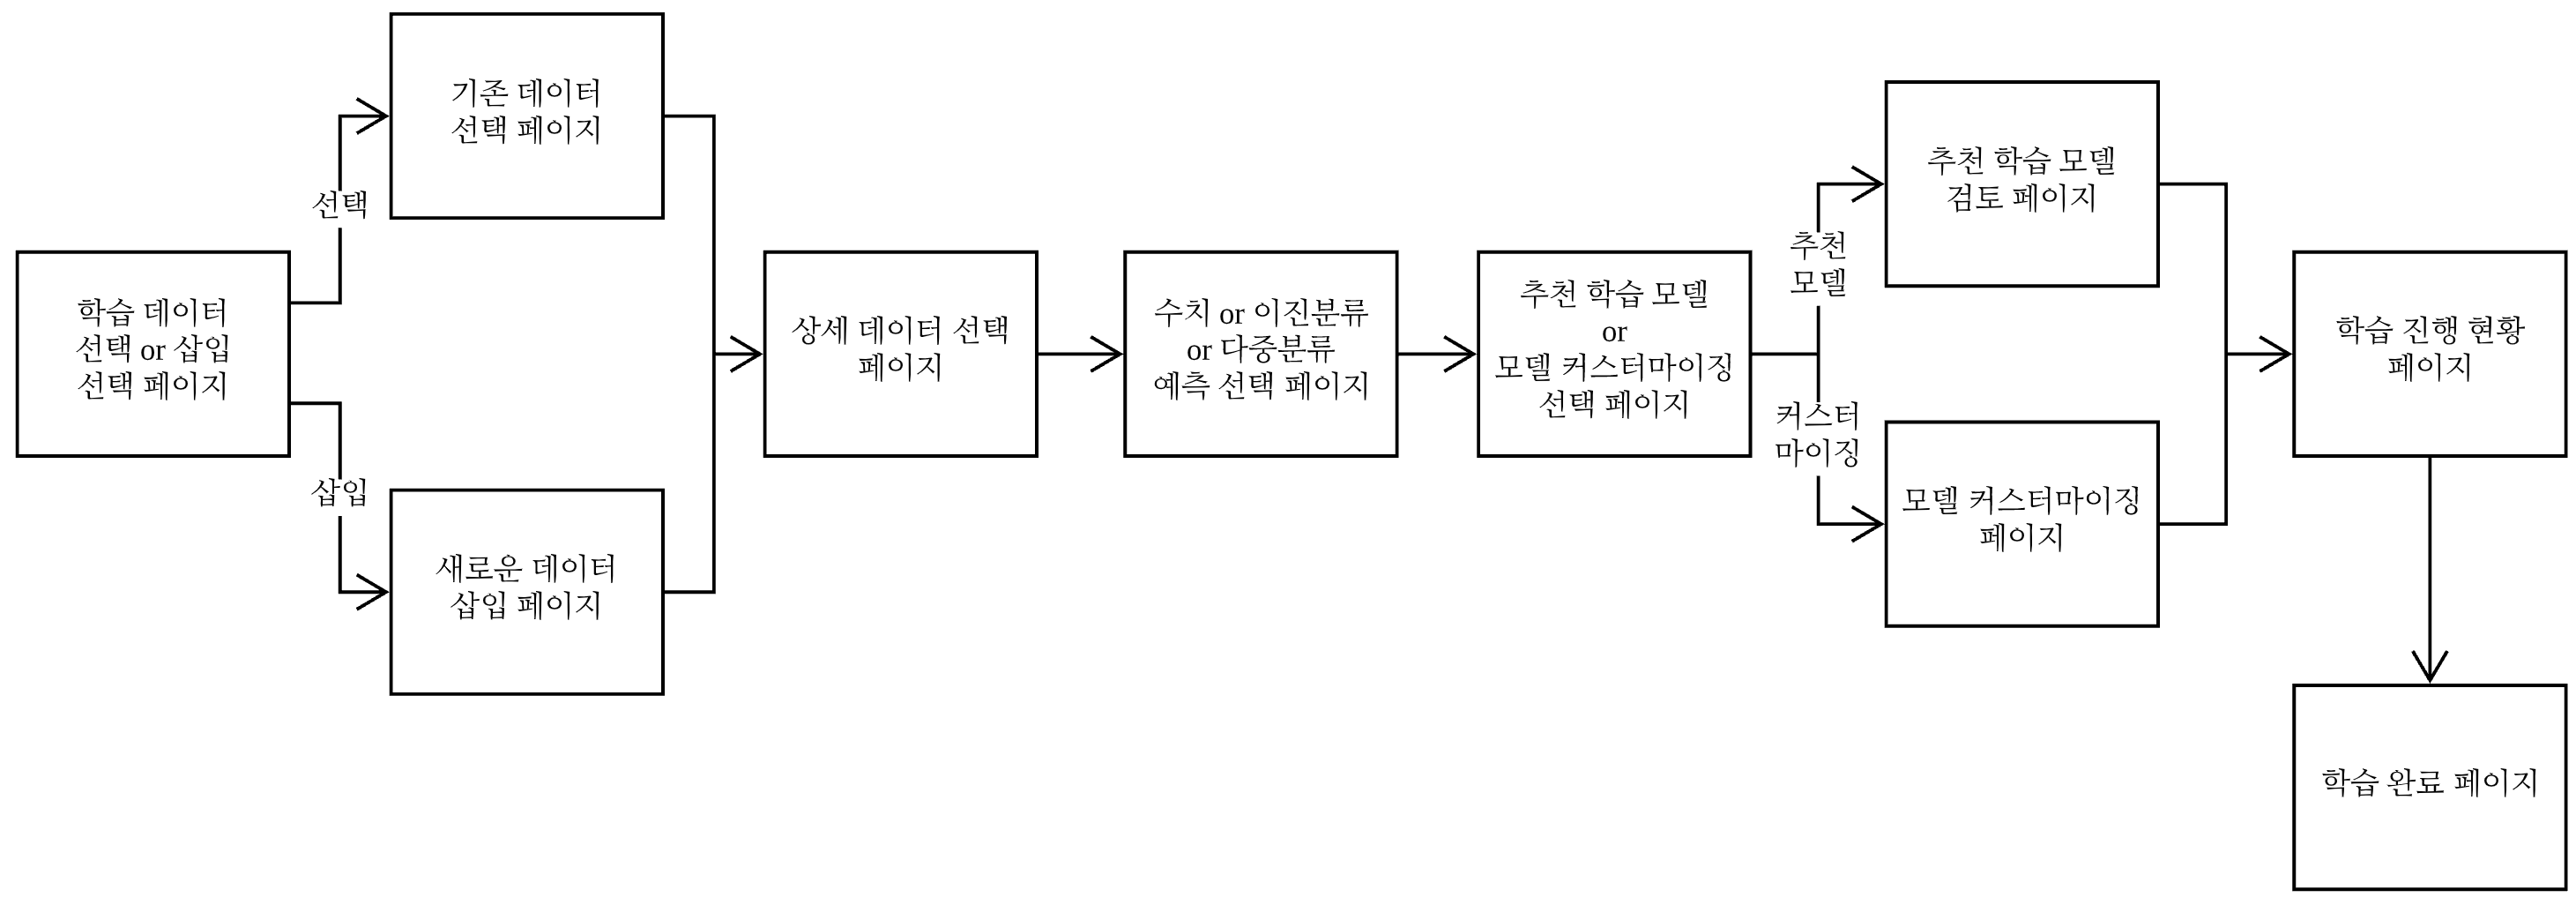 학습 데이터
선택 or 삽입
선택 페이지
선택
삽입
기존 데이터
선택 페이지
새로운 데이터
삽입 페이지
상세 데이터 선택
페이지
수치 or 이진분류
or 다중분류
예측 선택 페이지
추천 학습 모델
or
모델 커스터마이징
선택 페이지
추천
모델
커스터
마이징
추천 학습 모델
검토 페이지
모델 커스터마이징
페이지
학습 진행 현황
페이지
학습 완료 페이지